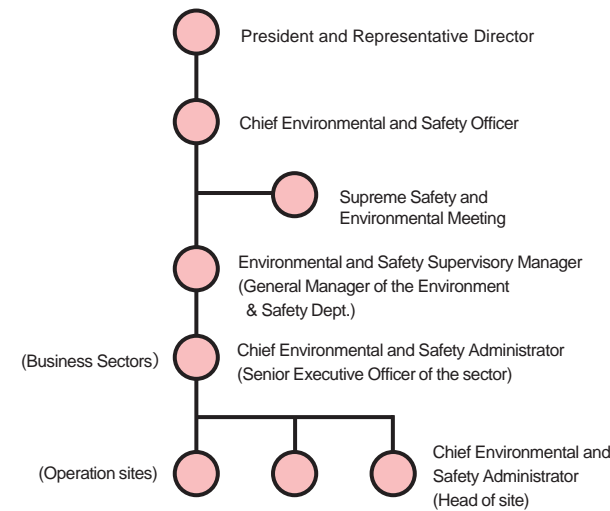 President and Representative Director
Chief Environmental and Safety Officer
Supreme Safety and
Environmental Meeting
Environmental and Safety Supervisory Manager
(General Manager of the Environment
& Safety Dept.)
(Business Sectors)
Chief Environmental and Safety Administrator
(Senior Executive Officer of the sector)
(Operation sites)
Chief Environmental and
Safety Administrator
(Head of site)